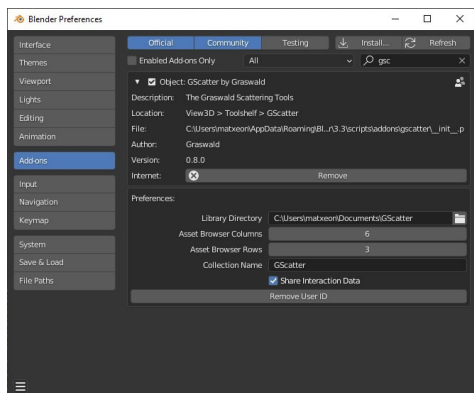 Blender Preferences
Interface
Themes
Viewport
Lights
Editing
Animation
Add-ons
Input
Navigation
Keymap
System
Save & Load
File Paths
Official Community Testing Install... Refresh
Enabled Add-ons Only All gsc
Object: GScatter by Graswald
Description: The Graswald Scattering Tools
Location: View3D > Toolshelf > GScatter
File: C:\Users\matxeon\AppData\Roaming\Bl...r\3.3\scripts\addons\gscatter\__init__.p
Author: Graswald
Version: 0.8.0
Internet: Remove
Preferences:
Library Directory C:\Users\matxeon\Documents\GScatter
Asset Browser Columns 6
Asset Browser Rows 3
Collection Name GScatter
Share Interaction Data
Remove User ID